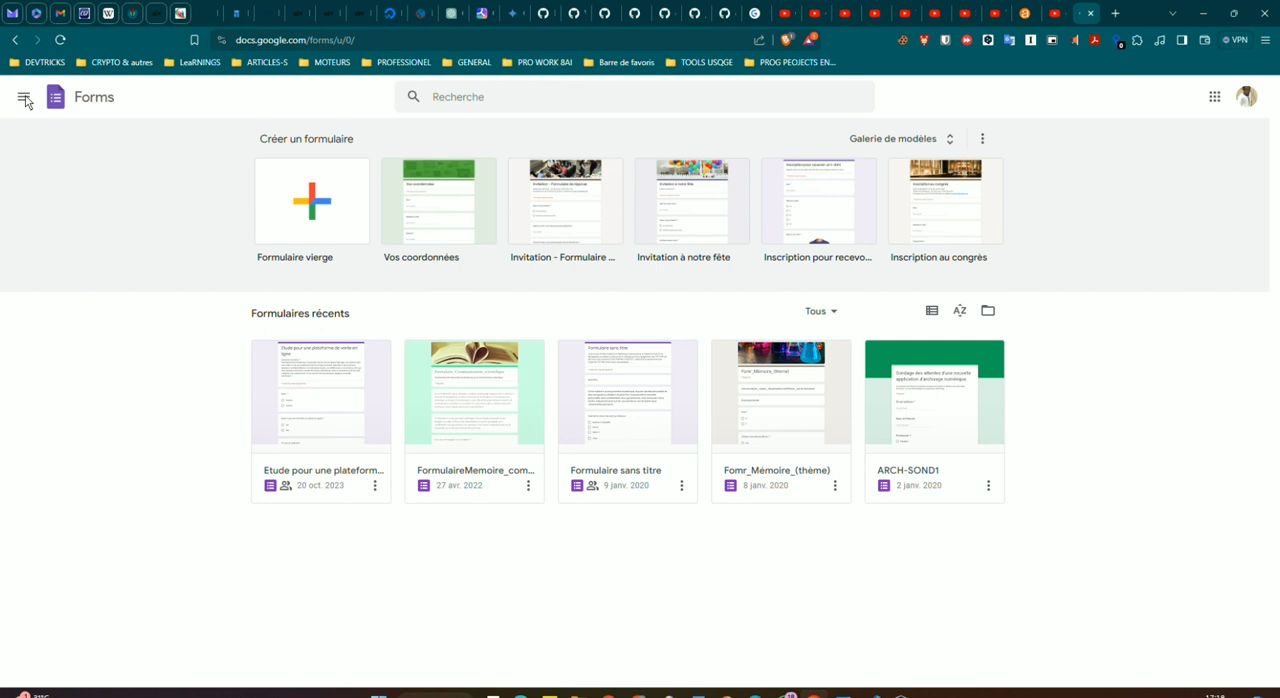 docs.google.com/forms/u/0/
VPN
DEVTRICKS
CRYPTO & autres
LeaRNINGS
ARTICLES-S
MOTEURS
PROFESSIONEL
GENERAL
PRO WORK 8AI
Barre de favoris
TOOLS USQGE
PROG PEOJECTS EN...
Forms
Recherche
Créer un formulaire
Galerie de modèles
Formulaire vierge
Vos coordonnées
Invitation - Formulaire ...
Invitation à notre fête
Inscription pour recevo...
Inscription au congrès
Formulaires récents
Tous
Etude pour une plateform...
FormulaireMemoire_com...
Formulaire sans titre
Fomr_Mémoire_(thème)
ARCH-SOND1
20 oct. 2023
27 avr. 2022
9 janv. 2020
8 janv. 2020
2 janv. 2020